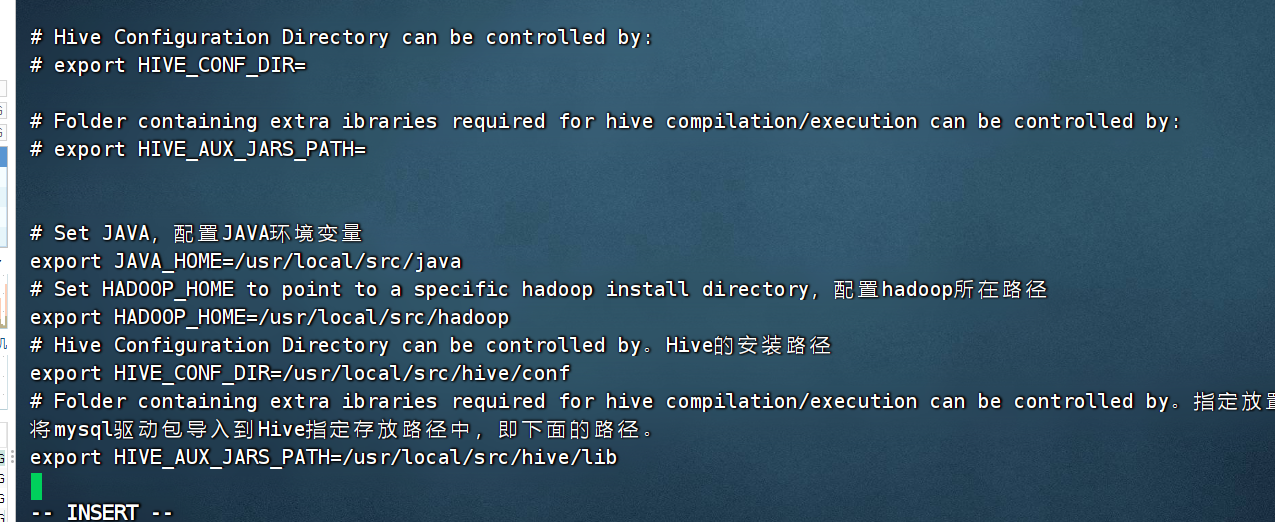 # Hive Configuration Directory can be controlled by:
# export HIVE_CONF_DIR=
# Folder containing extra ibraries required for hive compilation/execution can be controlled by:
# export HIVE_AUX_JARS_PATH=
# Set JAVA，配置JAVA环境变量
export JAVA_HOME=/usr/local/src/java
# Set HADOOP_HOME to point to a specific hadoop install directory，配置hadoop所在路径
export HADOOP_HOME=/usr/local/src/hadoop
# Hive Configuration Directory can be controlled by。Hive的安装路径
export HIVE_CONF_DIR=/usr/local/src/hive/conf
# Folder containing extra ibraries required for hive compilation/execution can be controlled by。指定放置
将mysql驱动包导入到Hive指定存放路径中，即下面的路径。
export HIVE_AUX_JARS_PATH=/usr/local/src/hive/lib
-- INSERT --